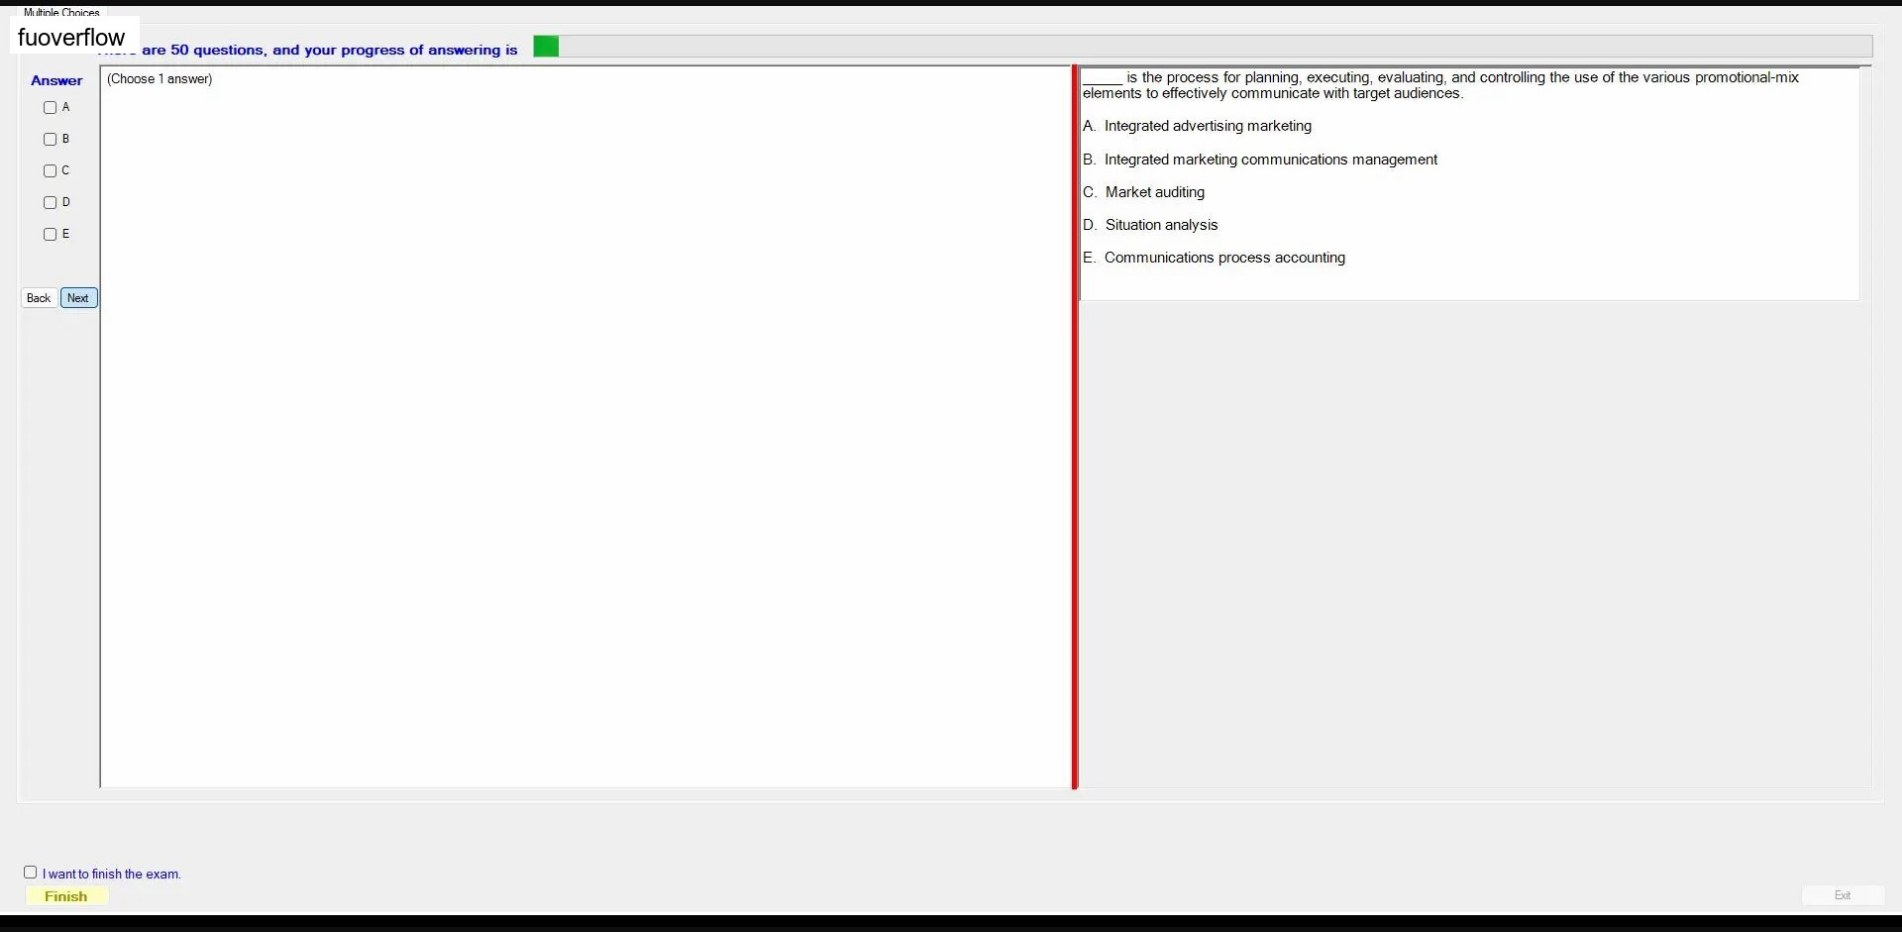 Multiple Choices
fuoverflow
are 50 questions, and your progress of answering is
Answer
(Choose 1 answer)
A
B
C
D
E
Back Next
_____ is the process for planning, executing, evaluating, and controlling the use of the various promotional-mix
elements to effectively communicate with target audiences.
A. Integrated advertising marketing
B. Integrated marketing communications management
C. Market auditing
D. Situation analysis
E. Communications process accounting
I want to finish the exam.
Finish
Exit